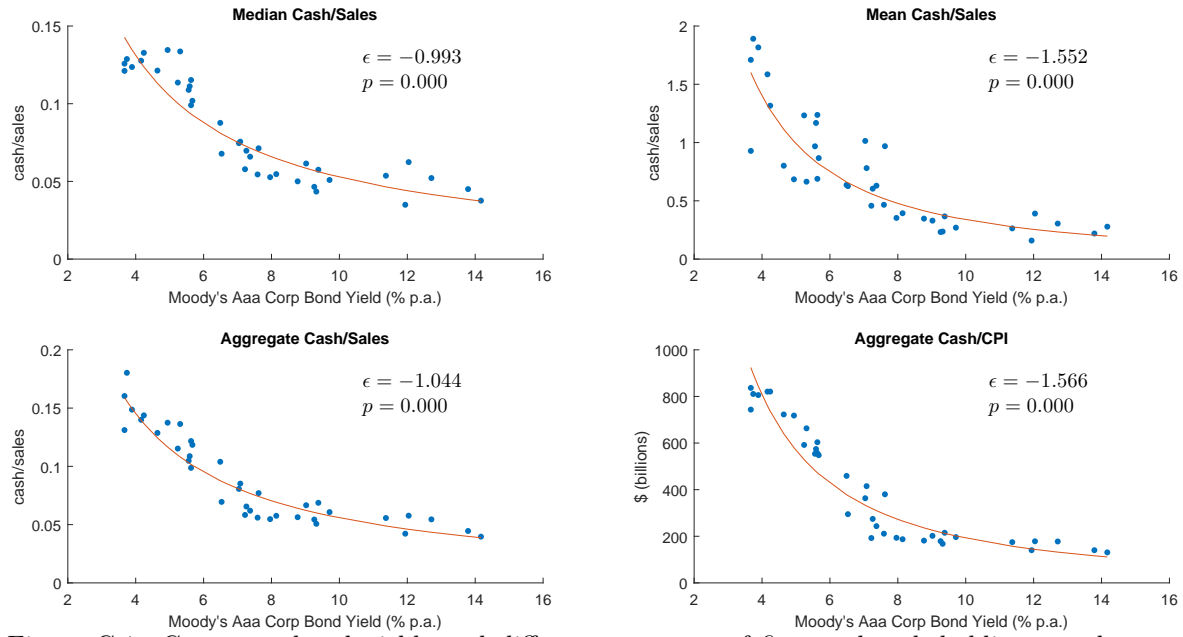 Median Cash/Sales
ϵ = −0.993
p = 0.000
cash/sales
0.15
0.1
0.05
0
2 4 6 8 10 12 14 16
Moody's Aaa Corp Bond Yield (% p.a.)
Mean Cash/Sales
ϵ = −1.552
p = 0.000
cash/sales
2
1.5
1
0.5
0
2 4 6 8 10 12 14 16
Moody's Aaa Corp Bond Yield (% p.a.)
Aggregate Cash/Sales
ϵ = −1.044
p = 0.000
cash/sales
0.2
0.15
0.1
0.05
0
2 4 6 8 10 12 14 16
Moody's Aaa Corp Bond Yield (% p.a.)
Aggregate Cash/CPI
ϵ = −1.566
p = 0.000
$ (billions)
1000
800
600
400
200
0
2 4 6 8 10 12 14 16
Moody's Aaa Corp Bond Yield (% p.a.)